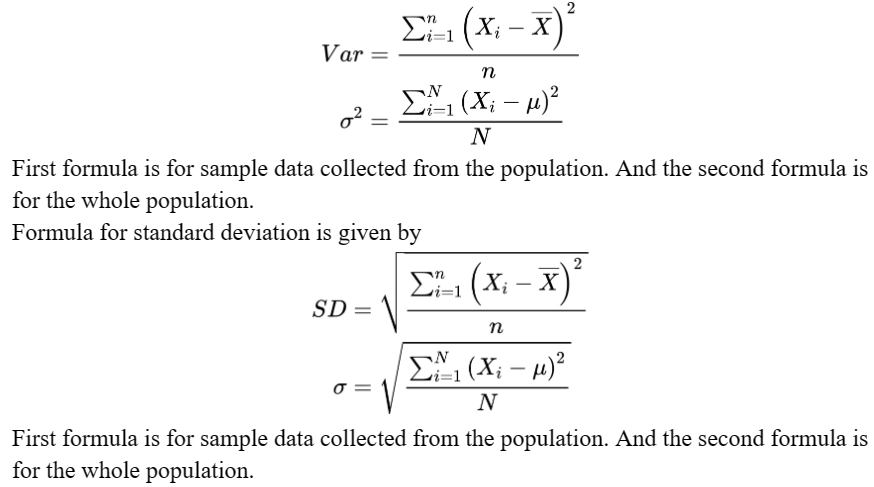 $Var = \frac{\sum_{i=1}^{n} \left( X_i - \overline{X} \right)^2}{n}$
$\sigma^2 = \frac{\sum_{i=1}^{N} (X_i - \mu)^2}{N}$
First formula is for sample data collected from the population. And the second formula is
for the whole population.
Formula for standard deviation is given by
$SD = \sqrt{\frac{\sum_{i=1}^{n} \left( X_i - \overline{X} \right)^2}{n}}$
$\sigma = \sqrt{\frac{\sum_{i=1}^{N} (X_i - \mu)^2}{N}}$
First formula is for sample data collected from the population. And the second formula is
for the whole population.